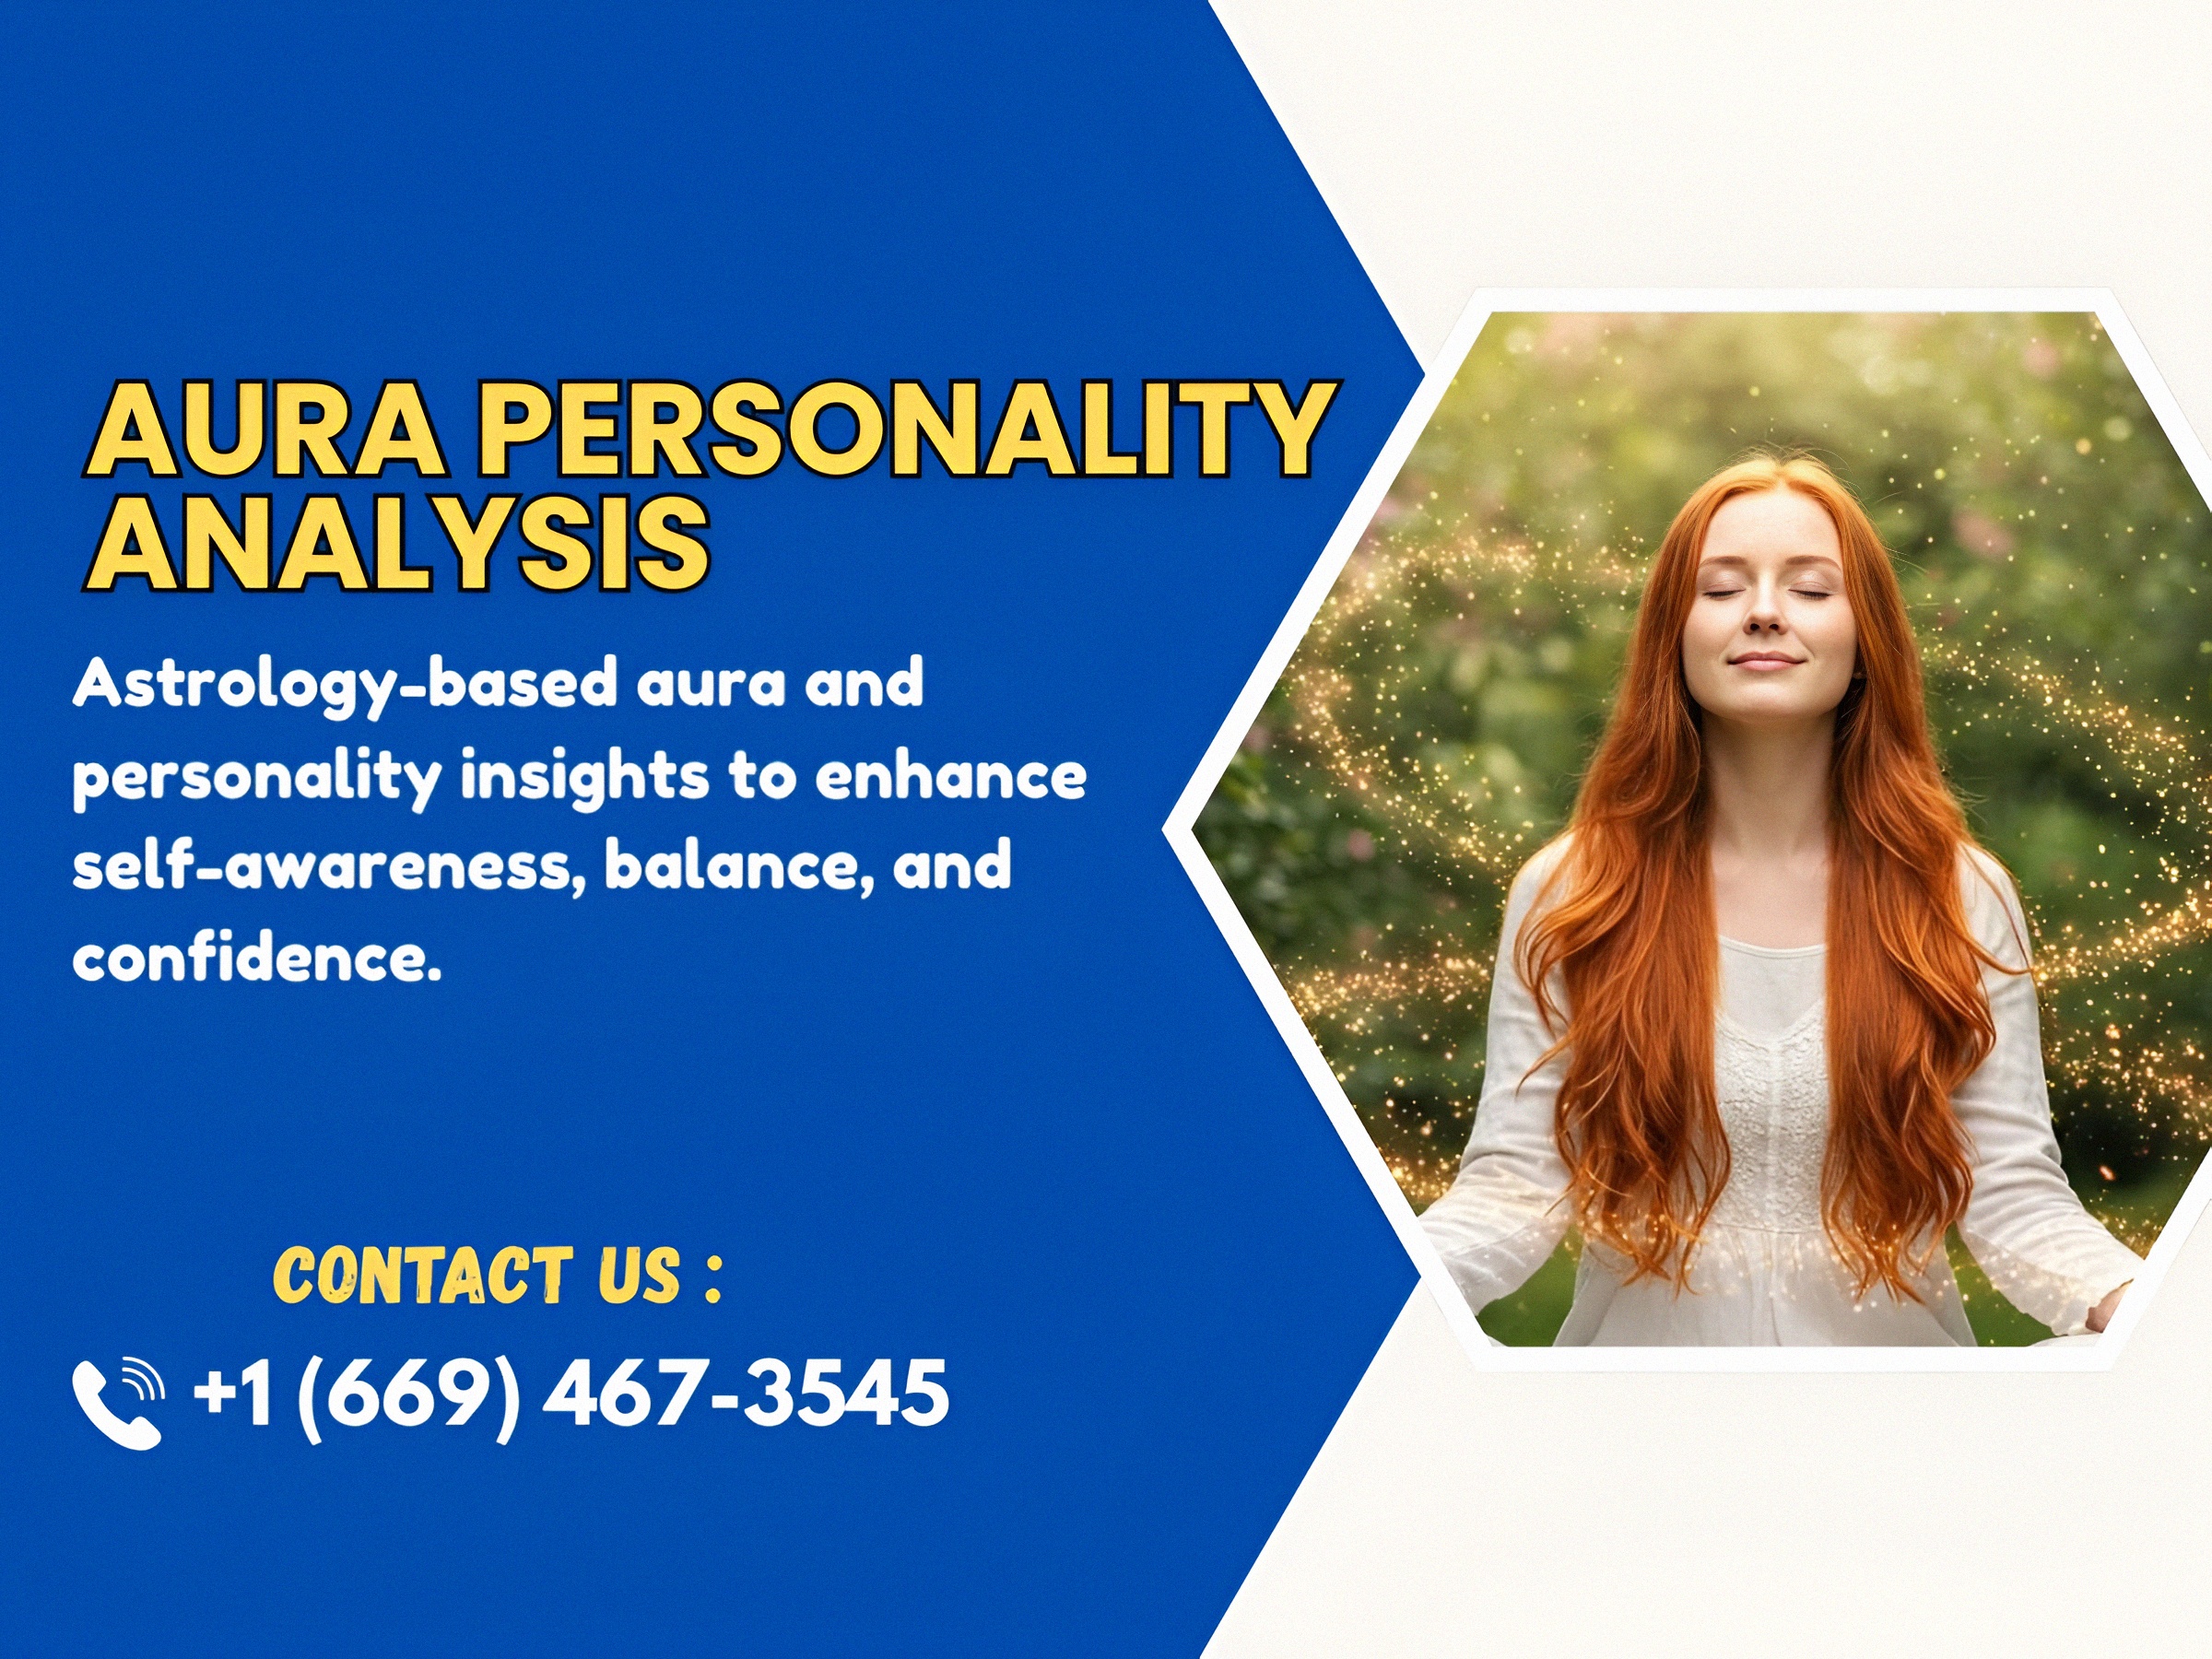 AURA PERSONALITY
ANALYSIS
Astrology-based aura and
personality insights to enhance
self-awareness, balance, and
confidence.
CONTACT US :
+1 (669) 467-3545